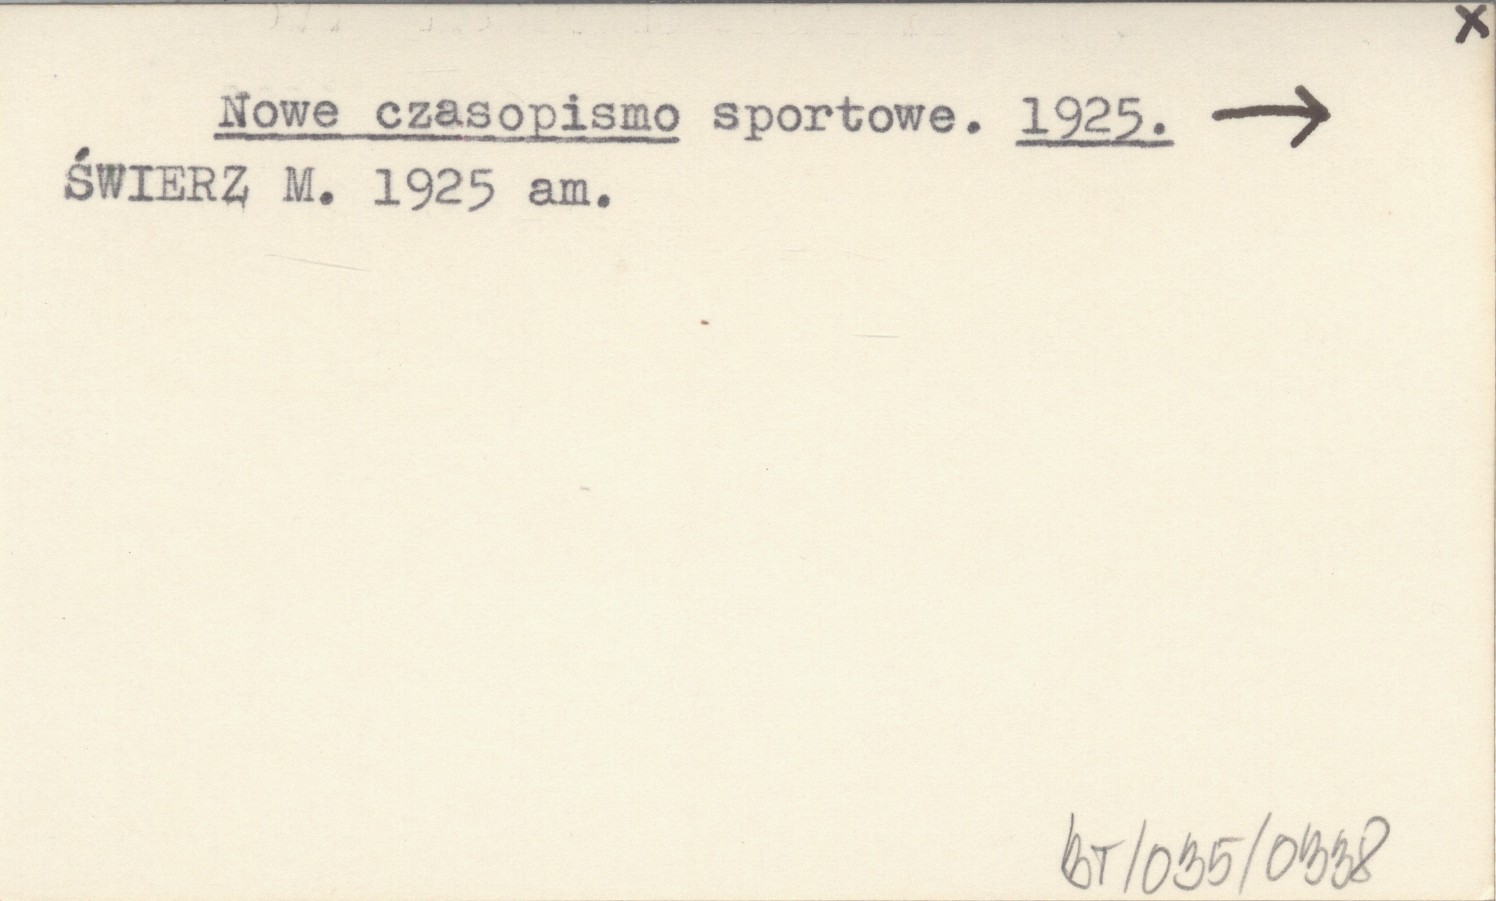 x
Nowe czasopismo sportowe. 1925. →
ŚWIERZ M. 1925 am.
BT/035/0338